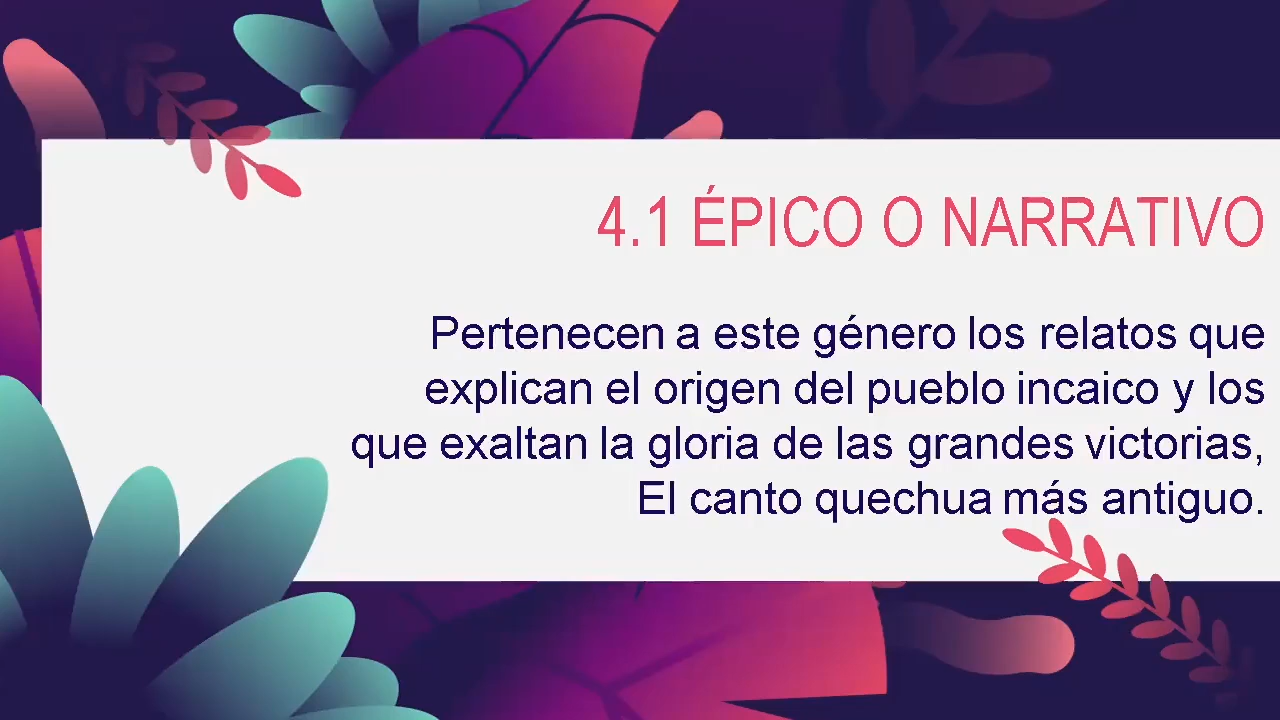 4.1 ÉPICO O NARRATIVO
Pertenecen a este género los relatos que
explican el origen del pueblo incaico y los
que exaltan la gloria de las grandes victorias,
El canto quechua más antiguo.